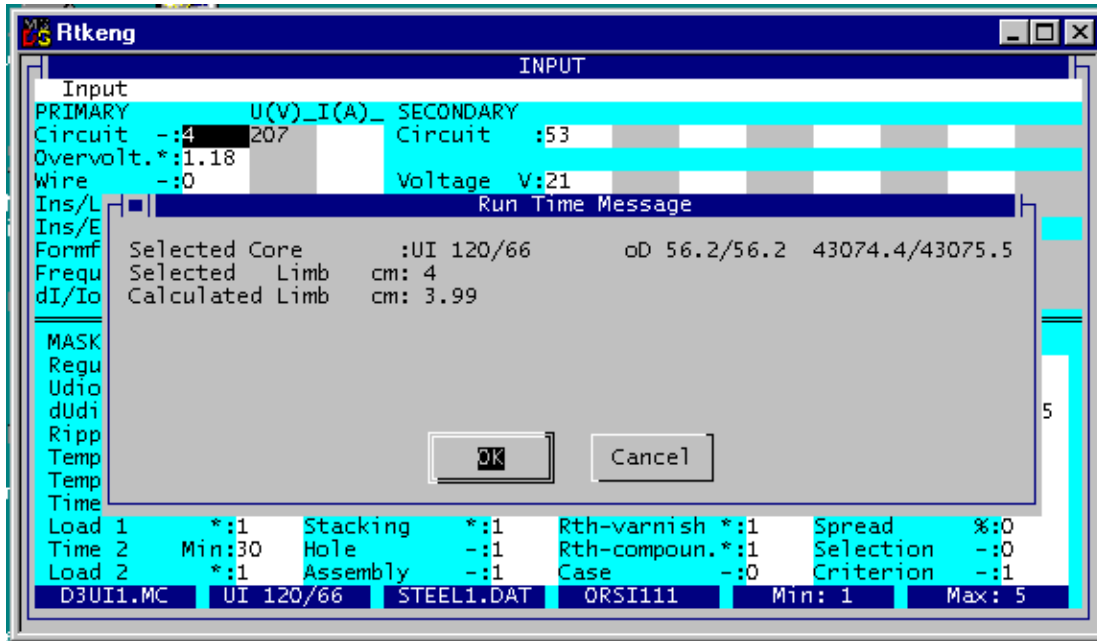 Rtkeng
INPUT
Input
PRIMARY U(V)_I(A)_ SECONDARY
Circuit -:4 207 Circuit :53
Overvolt.*:1.18
Wire -:0 Voltage V:21
Ins/L
Run Time Message
Ins/E
Formf
Selected Core :UI 120/66 oD 56.2/56.2 43074.4/43075.5
Frequ
Selected Limb cm: 4
dI/Io
Calculated Limb cm: 3.99
MASK
Regu
Udio
dUdi 5
Ripp
Temp
OK Cancel
Temp
Time
Load 1 *:1 Stacking *:1 Rth-varnish *:1 Spread %:0
Time 2 Min:30 Hole -:1 Rth-compoun.*:1 Selection -:0
Load 2 *:1 Assembly -:1 Case -:0 Criterion -:1
D3UI1.MC UI 120/66 STEEL1.DAT ORSI111 Min: 1 Max: 5